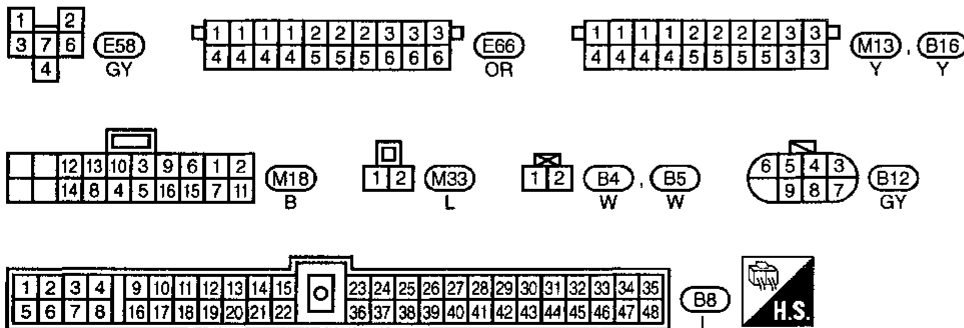 1 2
3 7 6 E58
4 GY
1 1 1 1 2 2 2 3 3 3
4 4 4 4 5 5 5 6 6 6
E66
OR
1 1 1 1 2 2 2 2 3 3
4 4 4 4 5 5 5 5 3 3
M13 , B16
Y Y
12 13 10 3 9 6 1 2
14 8 4 5 16 15 7 11
M18
B
1 2 M33
L
1 2 B4 , B5
W W
6 5 4 3
9 8 7
B12
GY
1 2 3 4 9 10 11 12 13 14 15 23 24 25 26 27 28 29 30 31 32 33 34 35
5 6 7 8 16 17 18 19 20 21 22 36 37 38 39 40 41 42 43 44 45 46 47 48
B8
L
H.S.